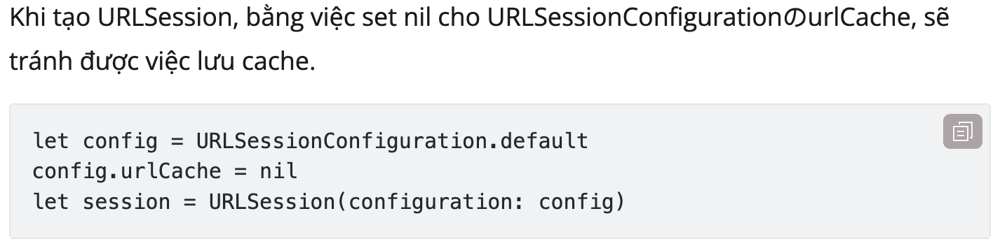 Khi tạo URLSession, bằng việc set nil cho URLSessionConfigurationのurlCache, sẽ
tránh được việc lưu cache.
let config = URLSessionConfiguration.default
config.urlCache = nil
let session = URLSession(configuration: config)